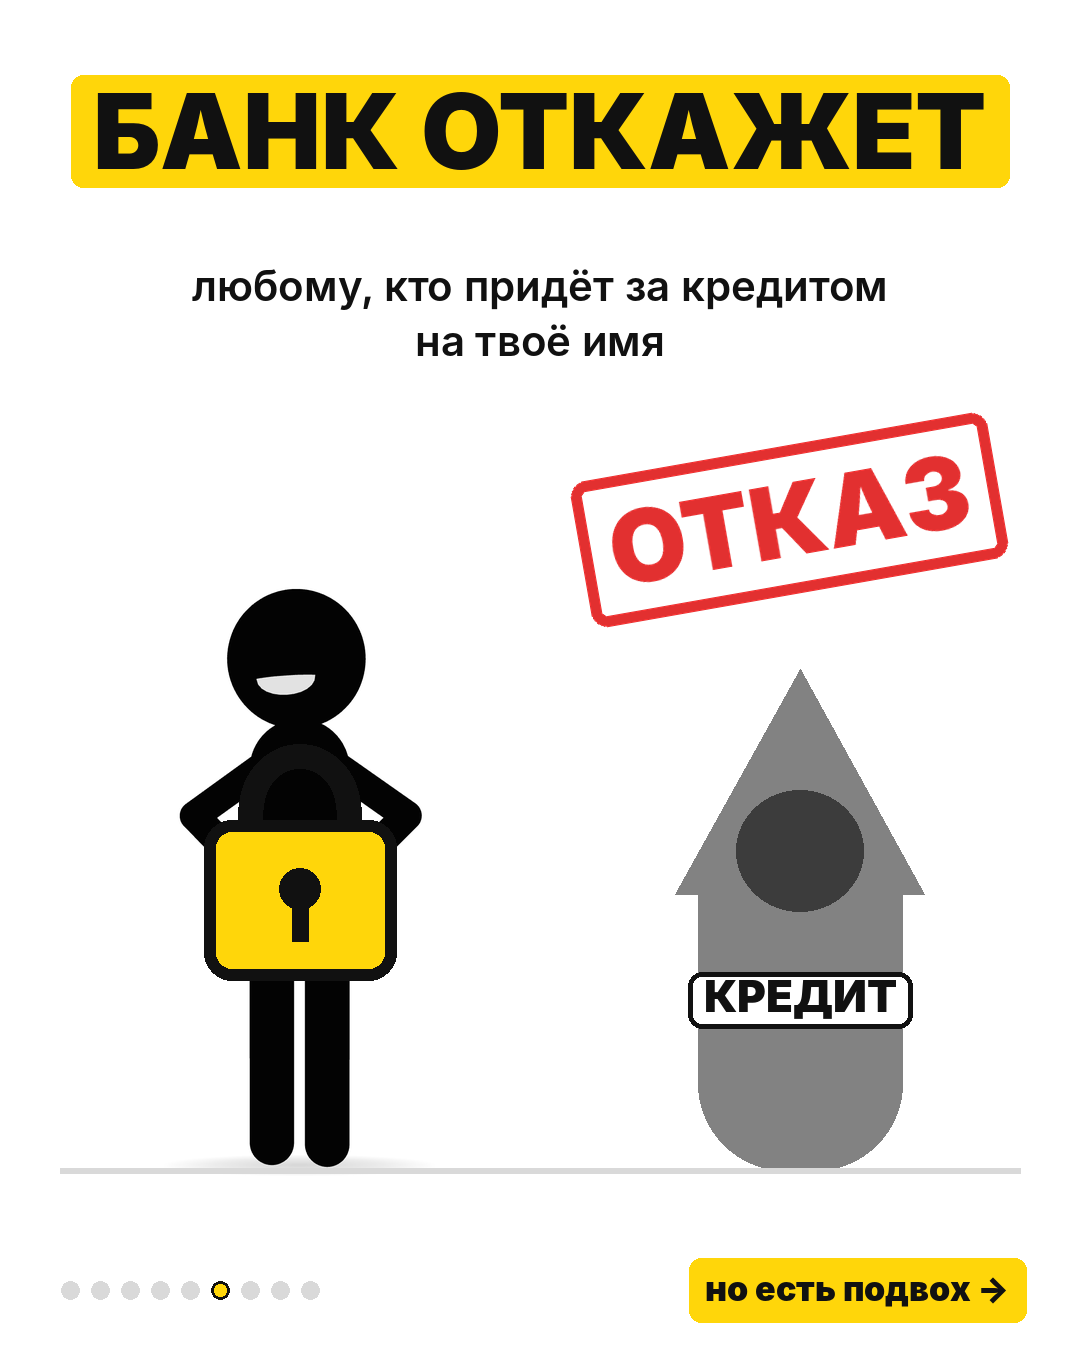 БАНК ОТКАЖЕТ
любому, кто придёт за кредитом
на твоё имя
ОТКАЗ
КРЕДИТ
но есть подвох →